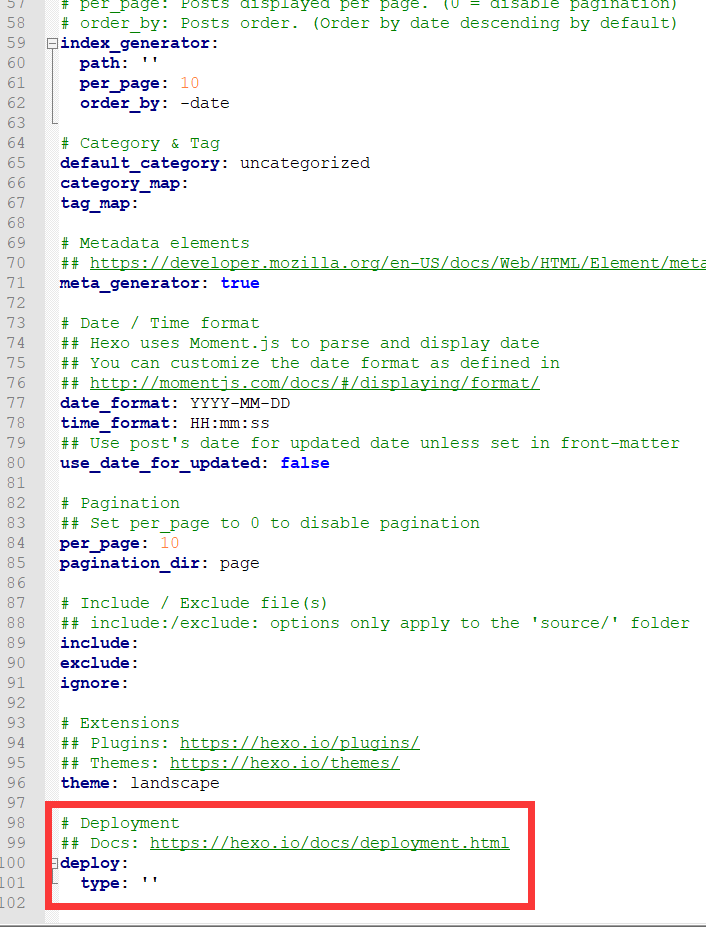 57 # per_page: Posts displayed per page. (0 = disable pagination)
58 # order_by: Posts order. (Order by date descending by default)
59 index_generator:
60 path: ''
61 per_page: 10
62 order_by: -date
63
64 # Category & Tag
65 default_category: uncategorized
66 category_map:
67 tag_map:
68
69 # Metadata elements
70 ## https://developer.mozilla.org/en-US/docs/Web/HTML/Element/meta
71 meta_generator: true
72
73 # Date / Time format
74 ## Hexo uses Moment.js to parse and display date
75 ## You can customize the date format as defined in
76 ## http://momentjs.com/docs/#/displaying/format/
77 date_format: YYYY-MM-DD
78 time_format: HH:mm:ss
79 ## Use post's date for updated date unless set in front-matter
80 use_date_for_updated: false
81
82 # Pagination
83 ## Set per_page to 0 to disable pagination
84 per_page: 10
85 pagination_dir: page
86
87 # Include / Exclude file(s)
88 ## include:/exclude: options only apply to the 'source/' folder
89 include:
90 exclude:
91 ignore:
92
93 # Extensions
94 ## Plugins: https://hexo.io/plugins/
95 ## Themes: https://hexo.io/themes/
96 theme: landscape
97
98 # Deployment
99 ## Docs: https://hexo.io/docs/deployment.html
100 deploy:
101 type: ''
102